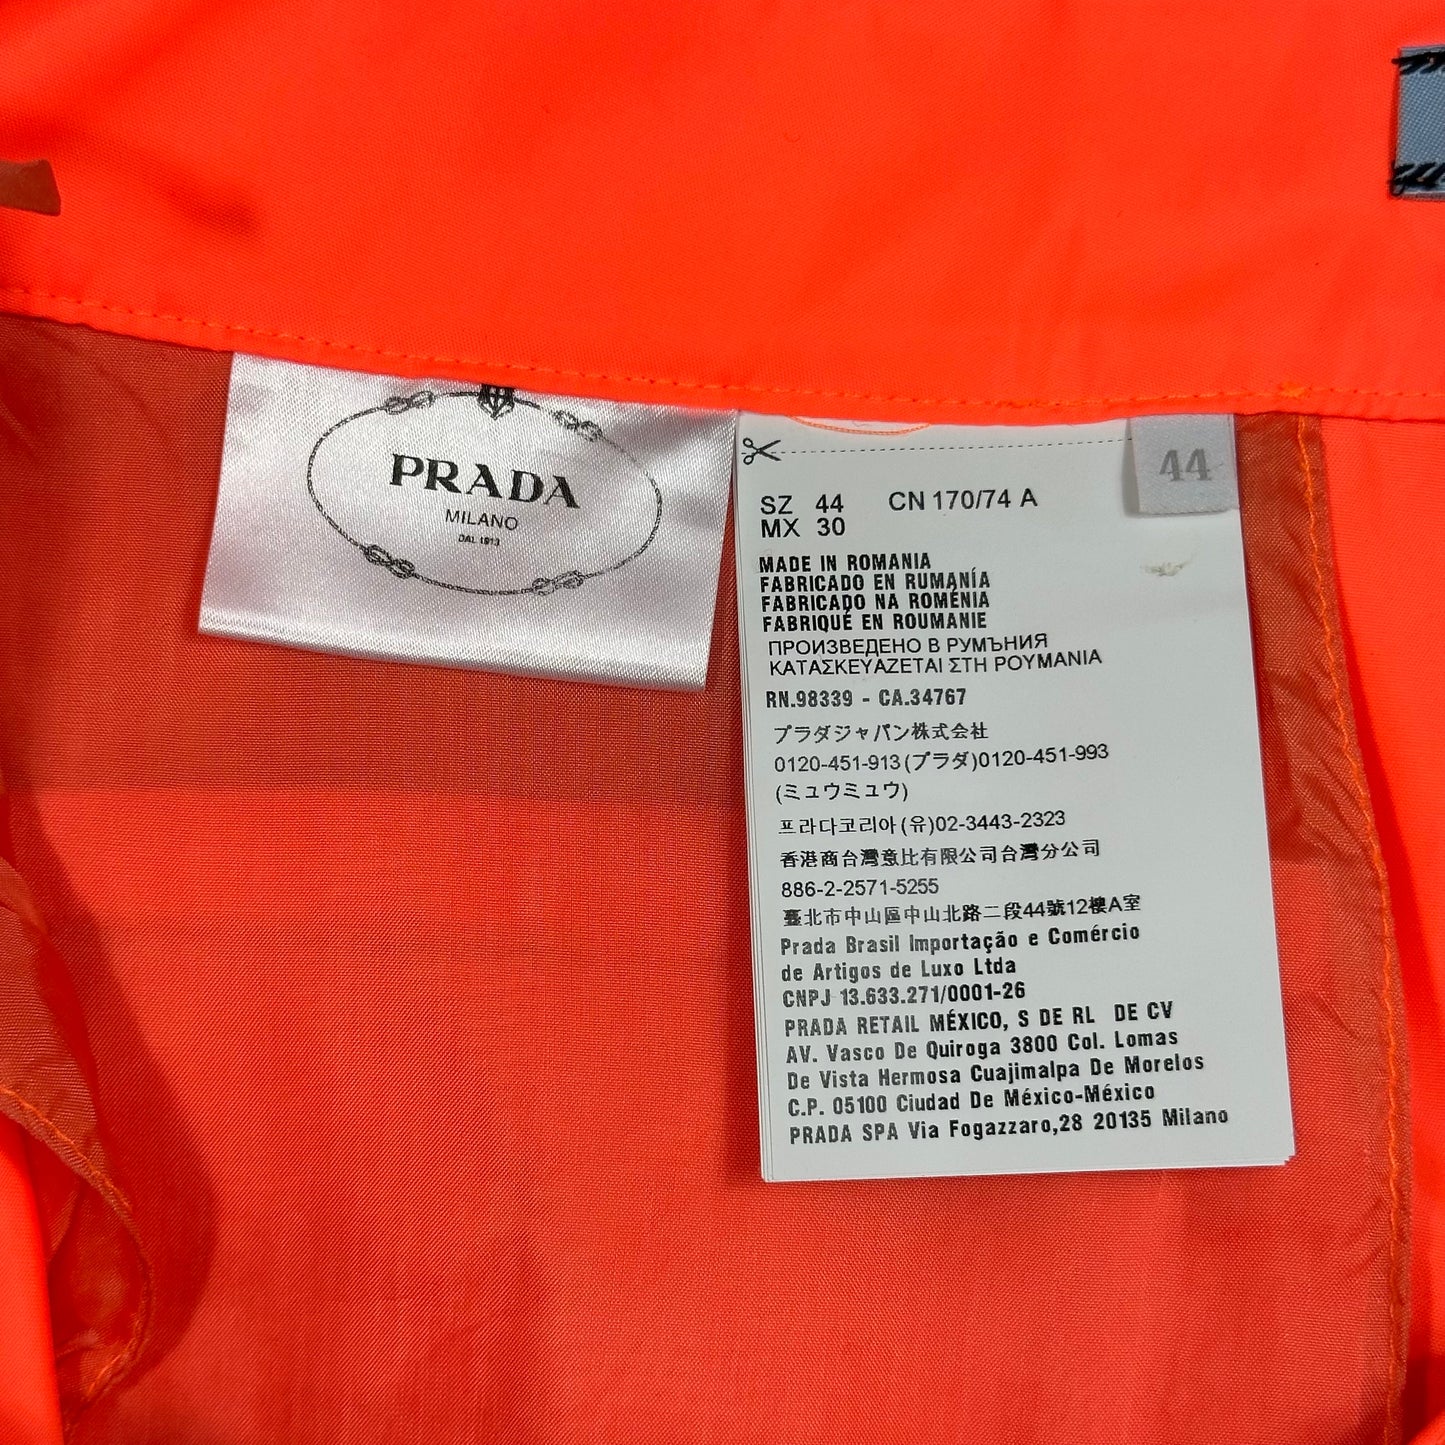 PRADA
MILANO
DAL 1913
44
SZ 44 CN 170/74 A
MX 30
MADE IN ROMANIA
FABRICADO EN RUMANÍA
FABRICADO NA ROMÉNIA
FABRIQUÉ EN ROUMANIE
ПРОИЗВЕДЕНО В РУМЪНИЯ
KATAΣKEYAZETAI ΣTH POYMANIA
RN.98339 - CA.34767
プラダジャパン株式会社
0120-451-913(プラダ)0120-451-993
(ミュウミュウ)
프라다코리아(유)02-3443-2323
香港商台灣意比有限公司台灣分公司
886-2-2571-5255
臺北市中山區中山北路二段44號12樓A室
Prada Brasil Importação e Comércio
de Artigos de Luxo Ltda
CNPJ 13.633.271/0001-26
PRADA RETAIL MÉXICO, S DE RL DE CV
AV. Vasco De Quiroga 3800 Col. Lomas
De Vista Hermosa Cuajimalpa De Morelos
C.P. 05100 Ciudad De México-México
PRADA SPA Via Fogazzaro,28 20135 Milano